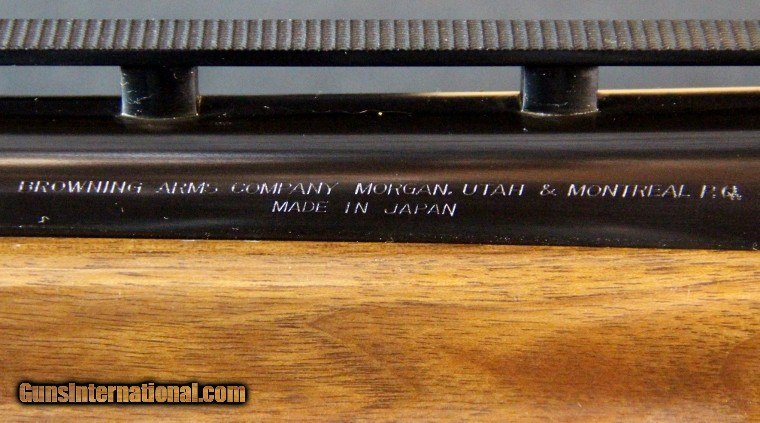 BROWNING ARMS COMPANY MORGAN, UTAH & MONTREAL P.Q.
MADE IN JAPAN
GunsInternational.com